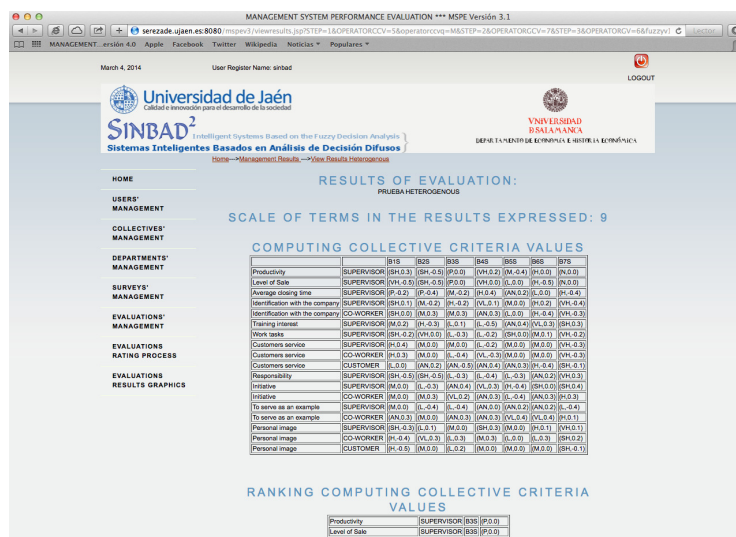 MANAGEMENT SYSTEM PERFORMANCE EVALUATION *** MSPE Versión 3.1
serezade.ujaen.es:8080/mspev3/viewresults.jsp?STEP=1&OPERATORCCV=5&operatorccvq=M&STEP=2&OPERATORGCV=7&STEP=3&OPERATORGV=6&fuzzyv1
Lector
MANAGEMENT...ersión 4.0 Apple Facebook Twitter Wikipedia Noticias Populares
March 4, 2014 User Register Name: sinbad
LOGOUT
Universidad de Jaén
Calidad e innovación para el desarrollo de la sociedad
SINBAD2 Intelligent Systems Based on the Fuzzy Decision Analysis
Sistemas Inteligentes Basados en Análisis de Decisión Difusos
VNIVERSIDAD
D SALAMANCA
DEPARTAMENTO DE ECONOMÍA E HISTORIA ECONÓMICA
Home--->Management Results --->View Results Heterogenous
HOME
USERS'
MANAGEMENT
COLLECTIVES'
MANAGEMENT
DEPARTMENTS'
MANAGEMENT
SURVEYS'
MANAGEMENT
EVALUATIONS'
MANAGEMENT
EVALUATIONS
RATING PROCESS
EVALUATIONS
RESULTS GRAPHICS
RESULTS OF EVALUATION:
PRUEBA HETEROGENOUS
SCALE OF TERMS IN THE RESULTS EXPRESSED: 9
COMPUTING COLLECTIVE CRITERIA VALUES
B1S B2S B3S B4S B5S B6S B7S
Productivity SUPERVISOR (SH,0.3) (SH,-0.5) (P,0.0) (VH,0.2) (M,-0.4) (H,0.0) (N,0.0)
Level of Sale SUPERVISOR (VH,-0.5) (SH,-0.5) (P,0.0) (VH,0.0) (L,0.0) (H,-0.5) (N,0.0)
Average closing time SUPERVISOR (P,-0.2) (P,-0.4) (M,-0.2) (H,0.4) (AN,0.2) (L,0.0) (H,-0.4)
Identification with the company SUPERVISOR (SH,0.1) (M,-0.2) (H,-0.2) (VL,0.1) (M,0.0) (H,0.2) (VH,-0.4)
Identification with the company CO-WORKER (SH,0.0) (M,0.3) (M,0.3) (AN,0.3) (L,0.0) (H,-0.4) (VH,-0.3)
Training interest SUPERVISOR (M,0.2) (H,-0.3) (L,0.1) (L,-0.5) (AN,0.4) (VL,0.3) (SH,0.3)
Work tasks SUPERVISOR (SH,-0.2) (VH,0.0) (L,-0.3) (L,-0.2) (SH,0.0) (M,0.1) (VH,-0.2)
Customers service SUPERVISOR (H,0.4) (M,0.0) (M,0.0) (L,-0.2) (M,0.0) (M,0.0) (VH,-0.3)
Customers service CO-WORKER (H,0.3) (M,0.0) (L,-0.4) (VL,-0.3) (M,0.0) (M,0.0) (VH,-0.3)
Customers service CUSTOMER (L,0.0) (AN,0.2) (AN,-0.5) (AN,0.4) (AN,0.3) (H,-0.4) (SH,-0.1)
Responsibility SUPERVISOR (SH,-0.5) (SH,-0.5) (L,-0.3) (L,-0.4) (L,-0.3) (AN,0.2) (VH,0.3)
Initiative SUPERVISOR (M,0.0) (L,-0.3) (AN,0.4) (VL,0.3) (H,-0.4) (SH,0.0) (SH,0.4)
Initiative CO-WORKER (M,0.0) (M,0.3) (VL,0.2) (AN,0.3) (L,-0.4) (AN,0.3) (H,0.3)
To serve as an example SUPERVISOR (M,0.0) (L,-0.4) (L,-0.4) (AN,0.0) (AN,0.2) (AN,0.2) (L,-0.4)
To serve as an example CO-WORKER (AN,0.3) (M,0.0) (AN,0.3) (AN,0.3) (VL,0.4) (VL,0.4) (H,0.1)
Personal image SUPERVISOR (SH,-0.3) (L,0.1) (M,0.0) (SH,0.3) (M,0.0) (H,0.1) (VH,0.1)
Personal image CO-WORKER (H,-0.4) (VL,0.3) (L,0.3) (M,0.3) (L,0.0) (L,0.3) (SH,0.2)
Personal image CUSTOMER (H,-0.5) (M,0.0) (L,0.2) (M,0.0) (M,0.0) (M,0.0) (SH,-0.1)
RANKING COMPUTING COLLECTIVE CRITERIA
VALUES
Productivity SUPERVISOR B3S (P,0.0)
Level of Sale SUPERVISOR B3S (P,0.0)